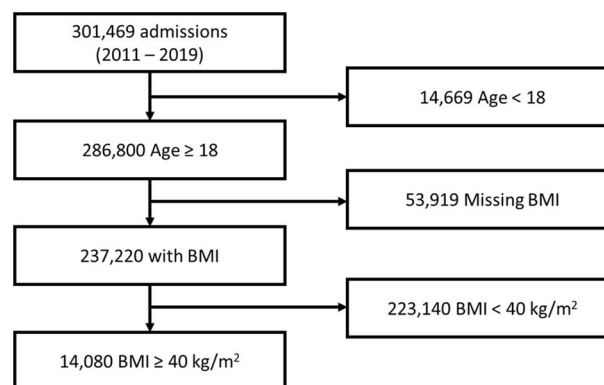 301,469 admissions
(2011 – 2019)
14,669 Age < 18
286,800 Age ≥ 18
53,919 Missing BMI
237,220 with BMI
223,140 BMI < 40 kg/m²
14,080 BMI ≥ 40 kg/m²